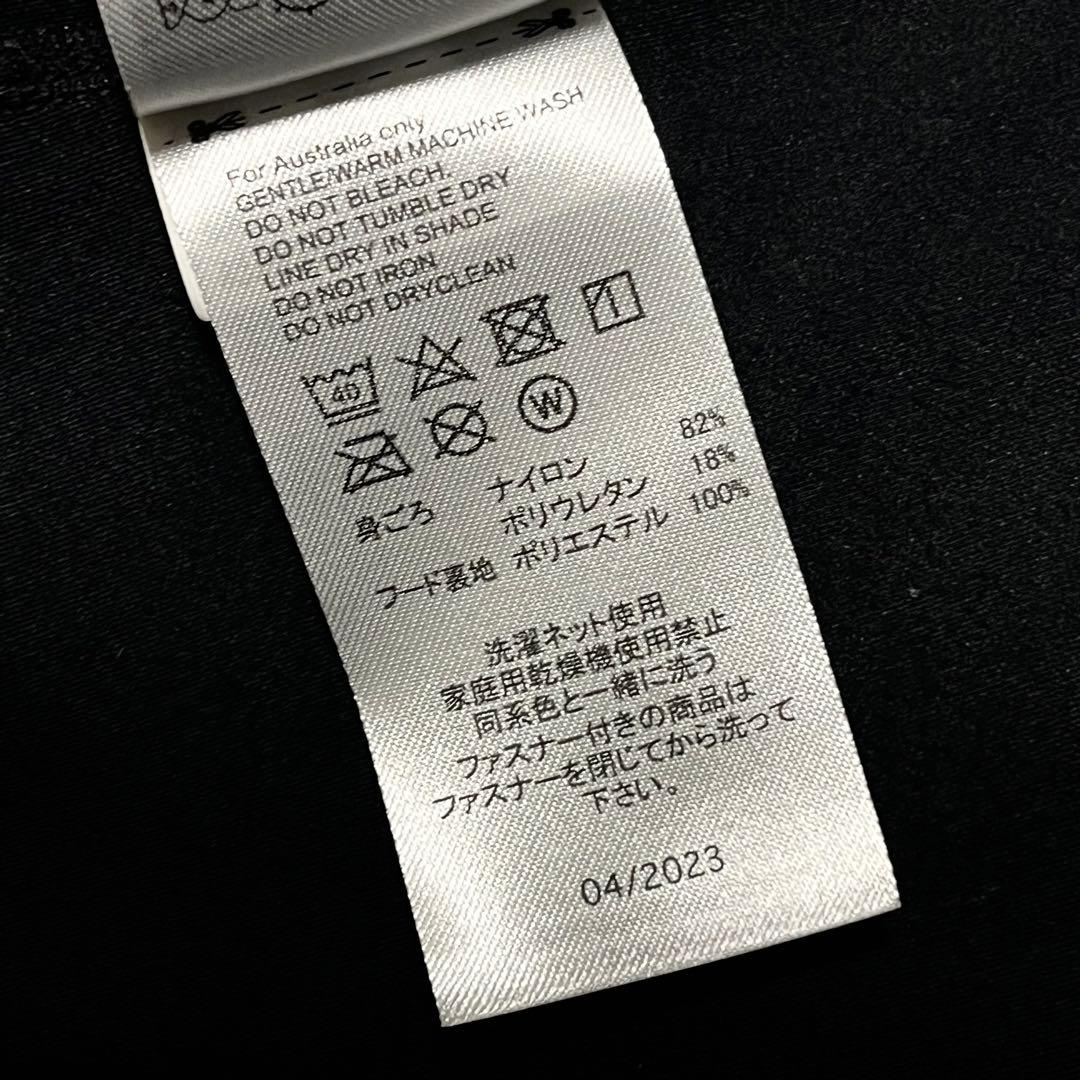 For Australia only
GENTLE/WARM MACHINE WASH
DO NOT BLEACH.
DO NOT TUMBLE DRY
LINE DRY IN SHADE
DO NOT IRON
DO NOT DRYCLEAN
40
W
身ごろ ナイロン 82%
ポリウレタン 18%
フード裏地 ポリエステル 100%
洗濯ネット使用
家庭用乾燥機使用禁止
同系色と一緒に洗う
ファスナー付きの商品は
ファスナーを閉じてから洗って
下さい。
04/2023